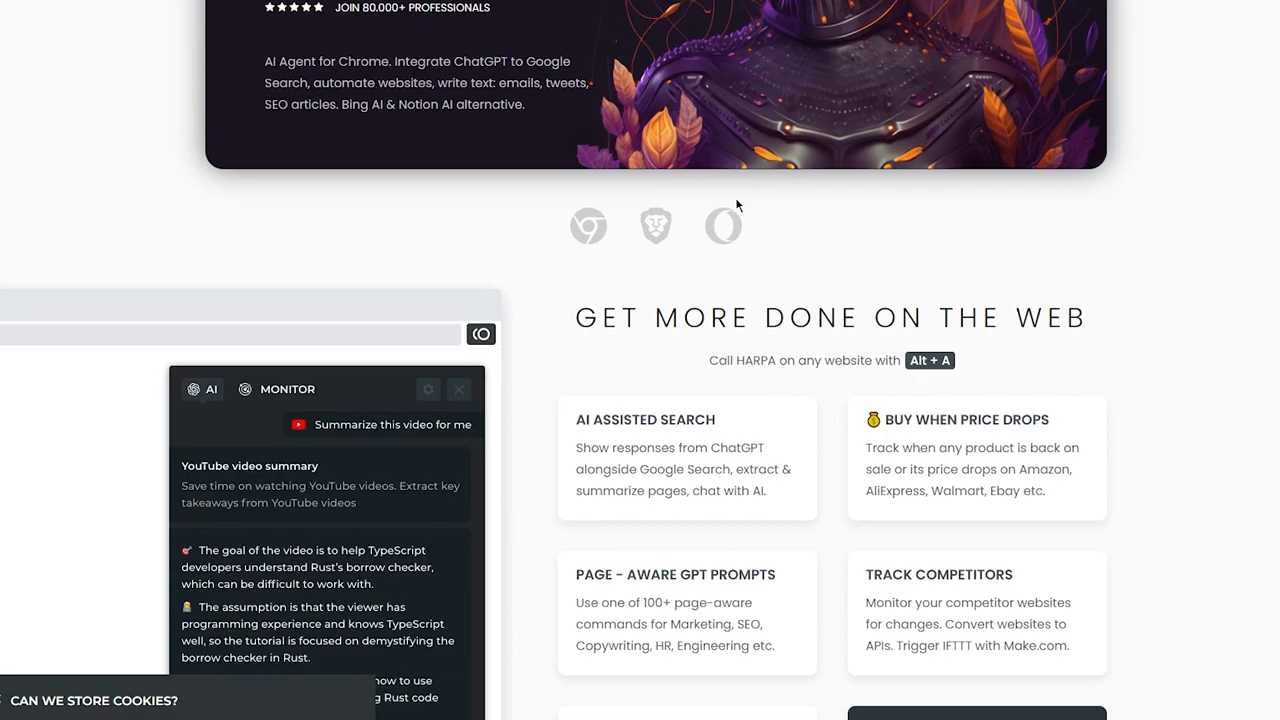 JOIN 80.000+ PROFESSIONALS
AI Agent for Chrome. Integrate ChatGPT to Google
Search, automate websites, write text: emails, tweets,
SEO articles. Bing AI & Notion AI alternative.
GET MORE DONE ON THE WEB
Call HARPA on any website with Alt + A
AI MONITOR
Summarize this video for me
YouTube video summary
Save time on watching YouTube videos. Extract key
takeaways from YouTube videos
🎯 The goal of the video is to help TypeScript
developers understand Rust's borrow checker,
which can be difficult to work with.
The assumption is that the viewer has
programming experience and knows TypeScript
well, so the tutorial is focused on demystifying the
borrow checker in Rust.
how to use
Rust code
CAN WE STORE COOKIES?
AI ASSISTED SEARCH
Show responses from ChatGPT
alongside Google Search, extract &
summarize pages, chat with AI.
💰 BUY WHEN PRICE DROPS
Track when any product is back on
sale or its price drops on Amazon,
AliExpress, Walmart, Ebay etc.
PAGE - AWARE GPT PROMPTS
Use one of 100+ page-aware
commands for Marketing, SEO,
Copywriting, HR, Engineering etc.
TRACK COMPETITORS
Monitor your competitor websites
for changes. Convert websites to
APIs. Trigger IFTTT with Make.com.